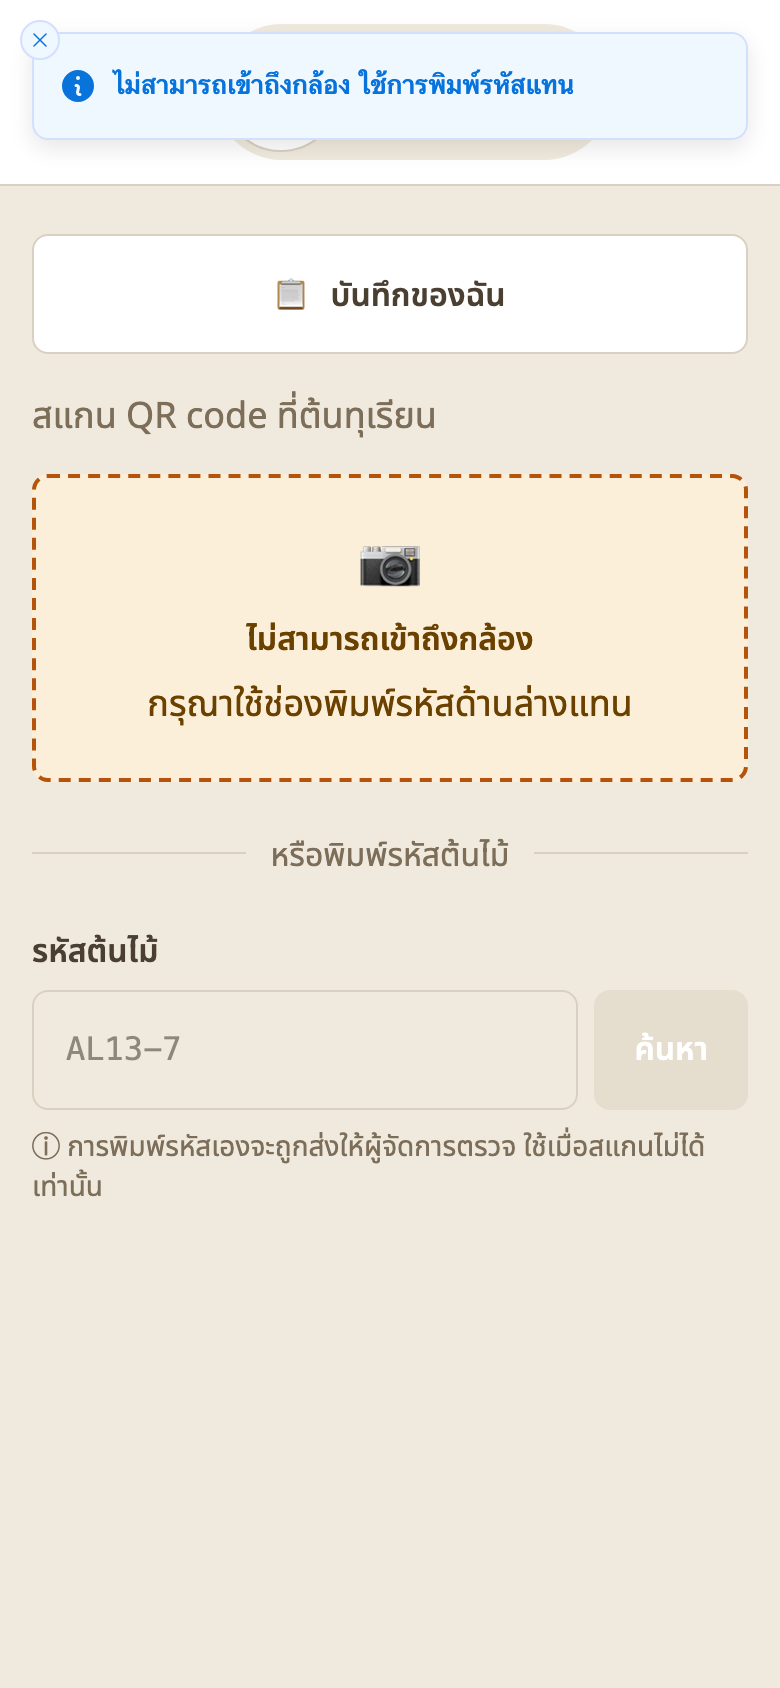 ไม่สามารถเข้าถึงกล้อง ใช้การพิมพ์รหัสแทน
บันทึกของฉัน
สแกน QR code ที่ต้นทุเรียน
ไม่สามารถเข้าถึงกล้อง
กรุณาใช้ช่องพิมพ์รหัสด้านล่างแทน
หรือพิมพ์รหัสต้นไม้
รหัสต้นไม้
AL13–7
ค้นหา
ⓘ การพิมพ์รหัสเองจะถูกส่งให้ผู้จัดการตรวจ ใช้เมื่อสแกนไม่ได้
เท่านั้น